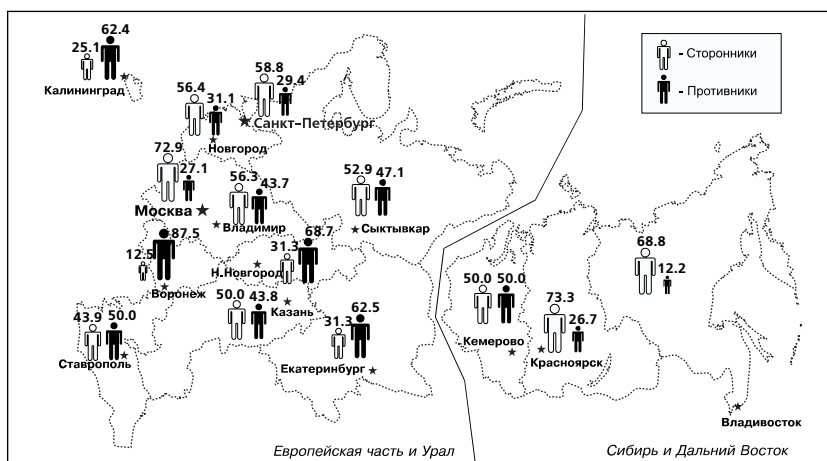 62.4
25.1
Калининград
58.8
29.4
56.4
31.1
Санкт-Петербург
Новгород
72.9
27.1
Москва
56.3
43.7
Владимир
52.9
47.1
Сыктывкар
87.5
12.5
Воронеж
68.7
31.3
Н.Новгород
Казань
50.0
43.8
43.9
50.0
Ставрополь
62.5
31.3
Екатеринбург
- Сторонники
- Противники
68.8
12.2
50.0
50.0
Кемерово
73.3
26.7
Красноярск
Владивосток
Европейская часть и Урал
Сибирь и Дальний Восток